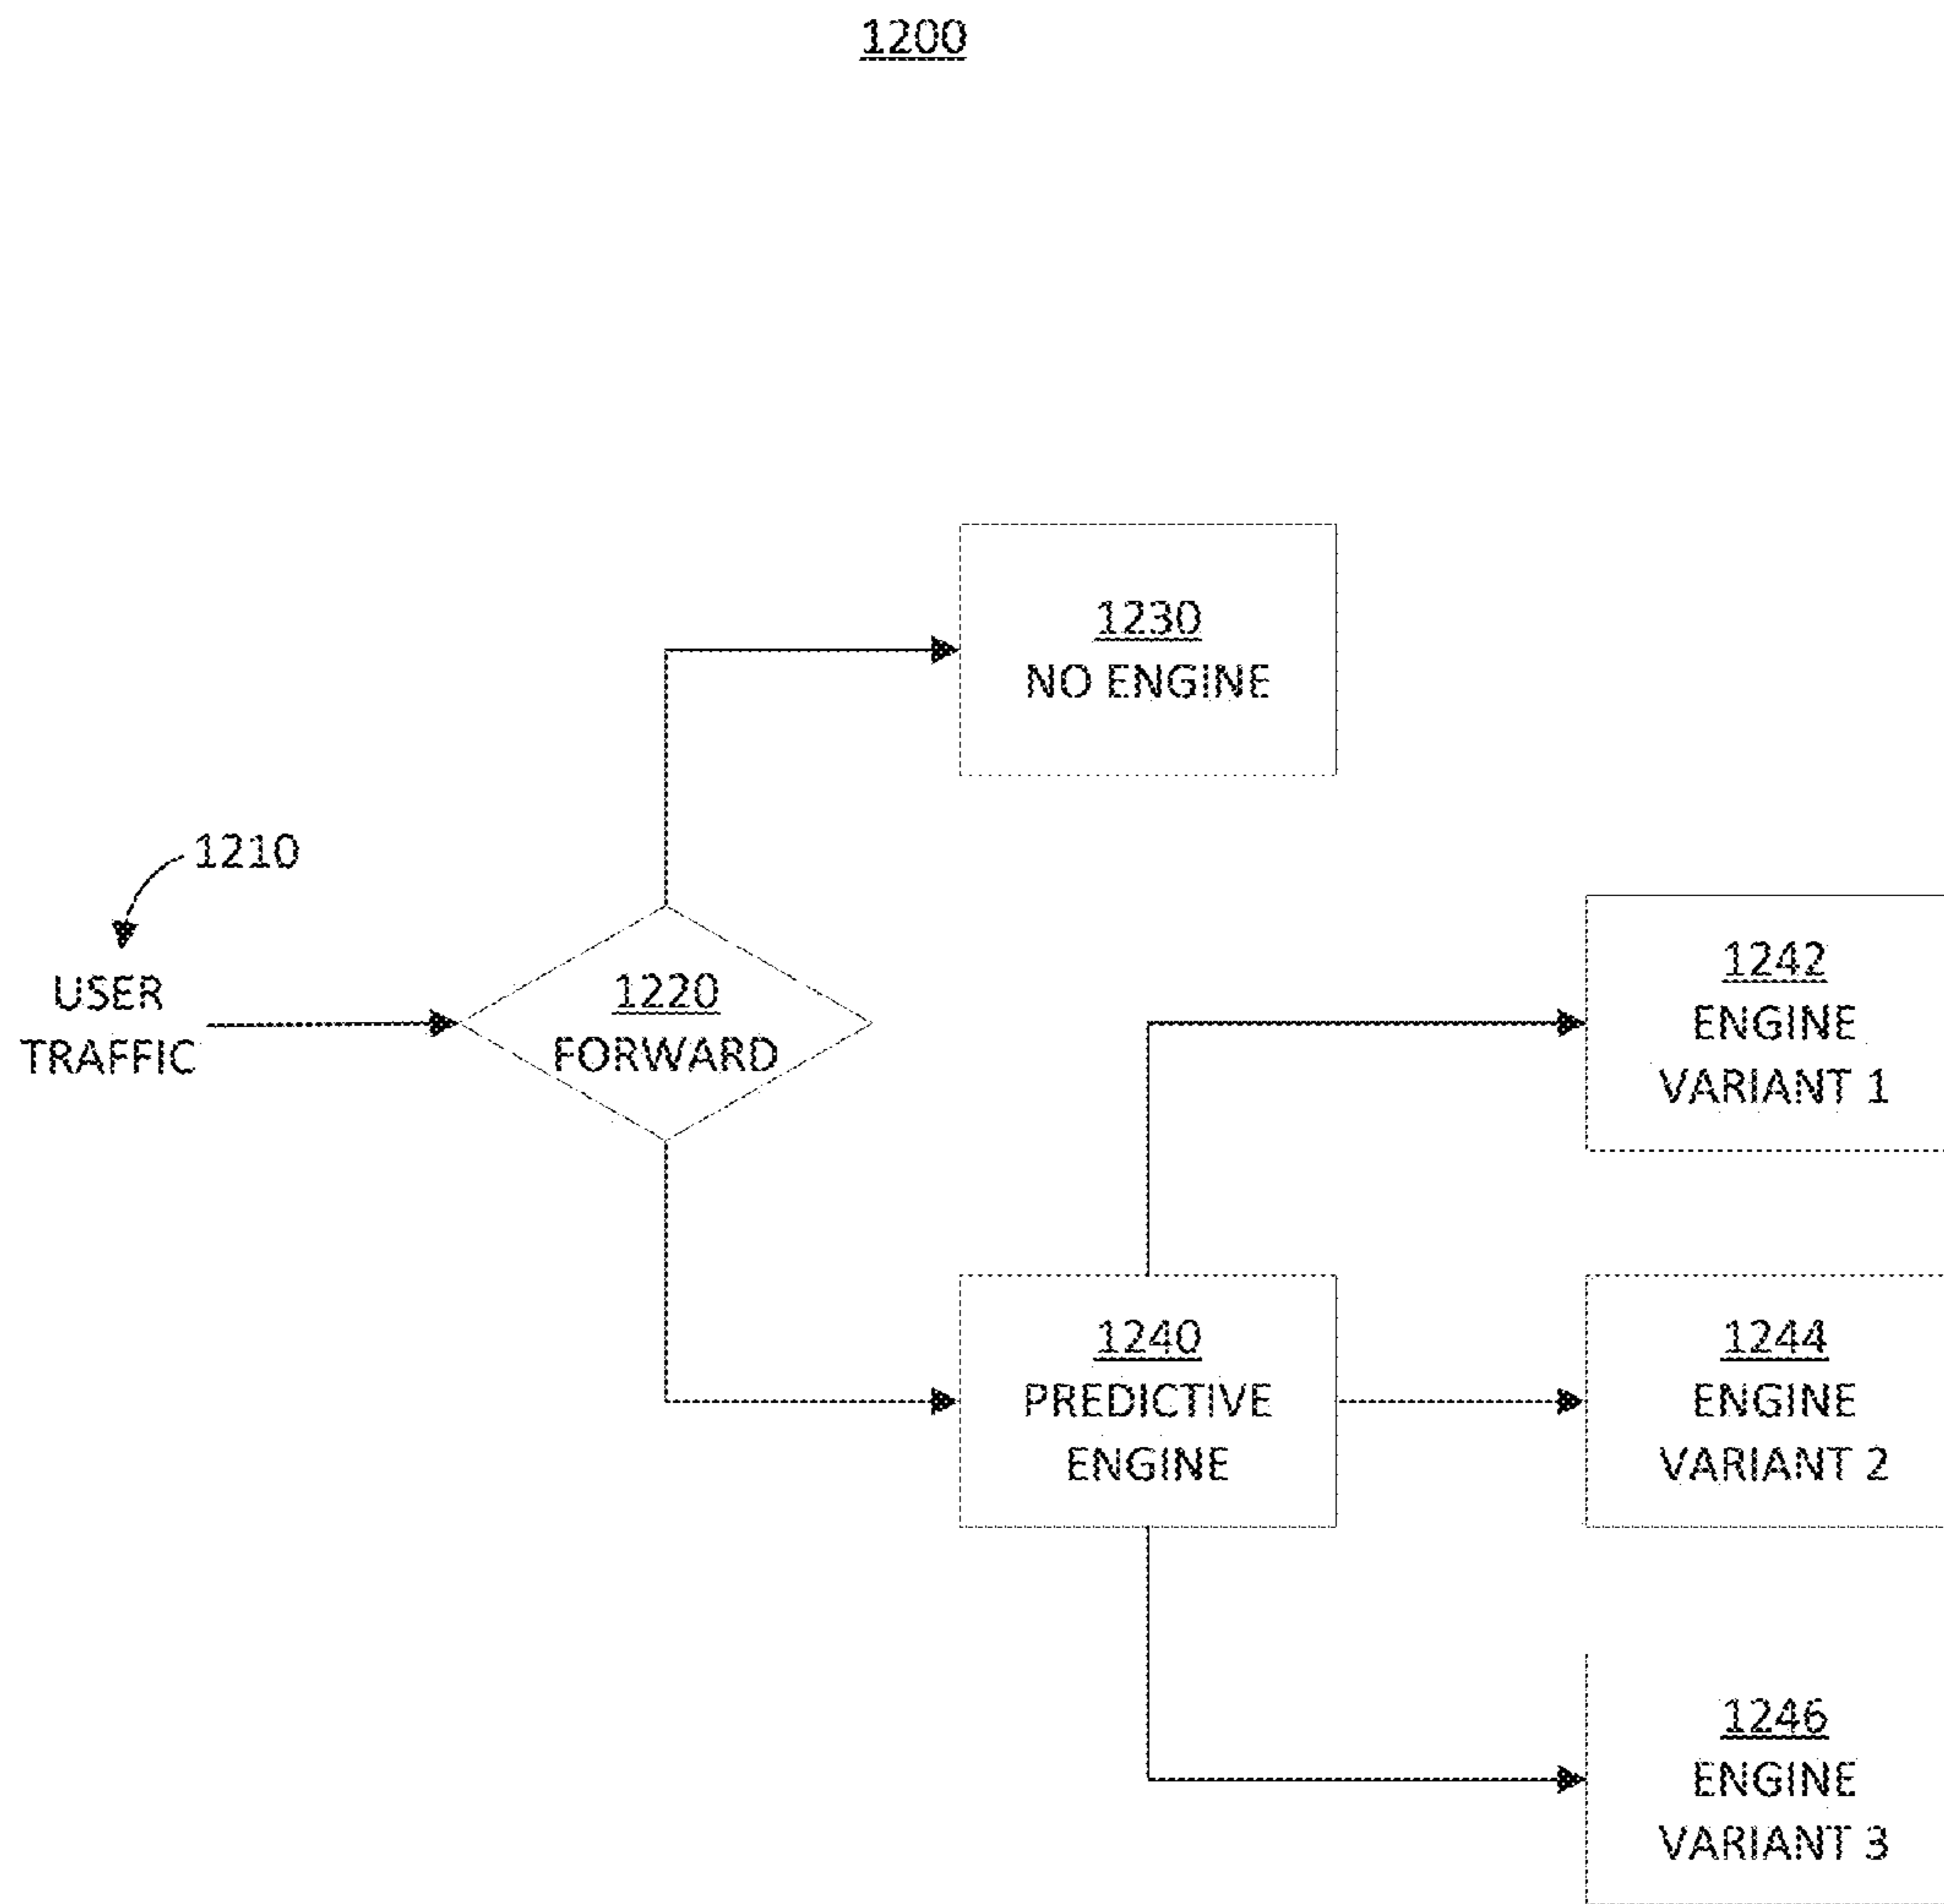 1200
1230
NO ENGINE
1210
USER
TRAFFIC
1220
FORWARD
1242
ENGINE
VARIANT 1
1240
PREDICTIVE
ENGINE
1244
ENGINE
VARIANT 2
1246
ENGINE
VARIANT 3